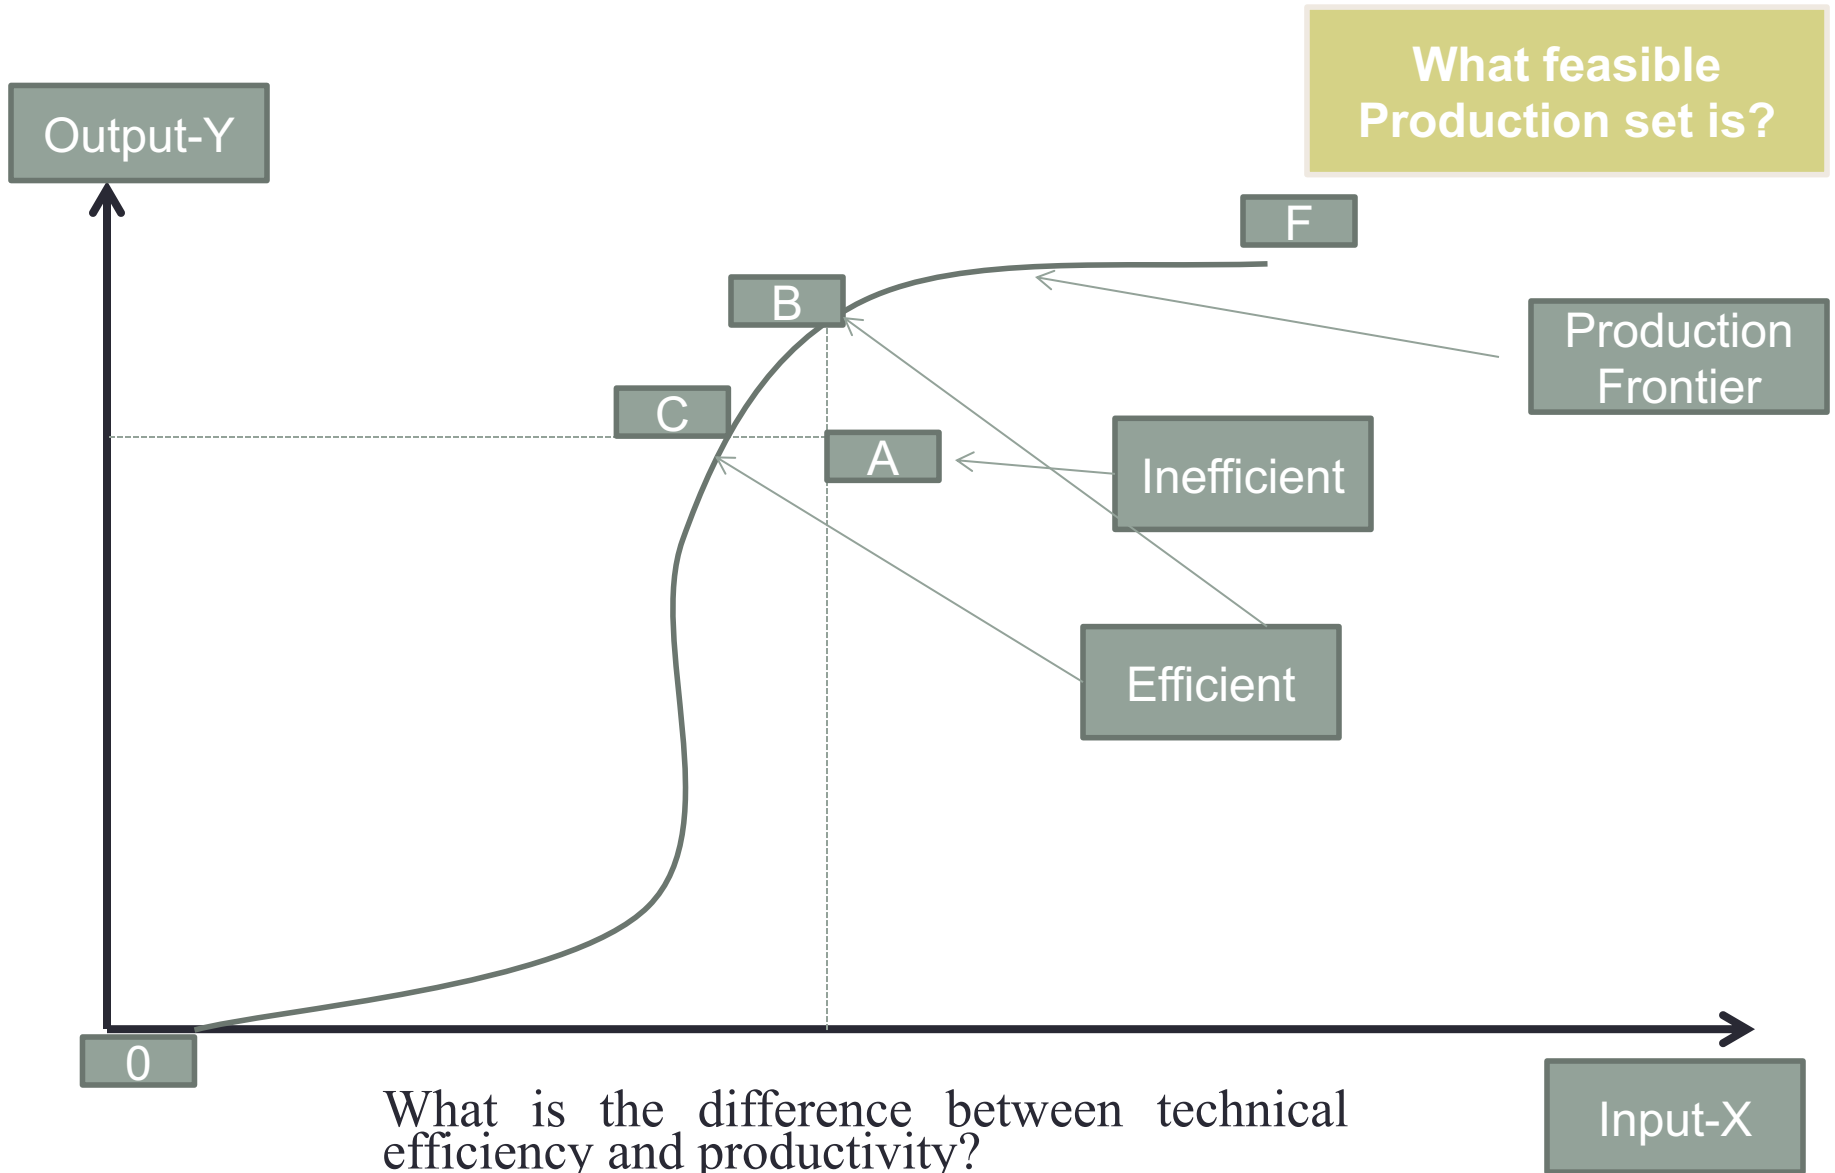 What feasible
Production set is?
Output-Y
F
B
Production
Frontier
C
A
Inefficient
Efficient
0
What is the difference between technical
efficiency and productivity?
Input-X